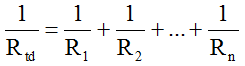 1/R_td = 1/R_1 + 1/R_2 + ... + 1/R_n